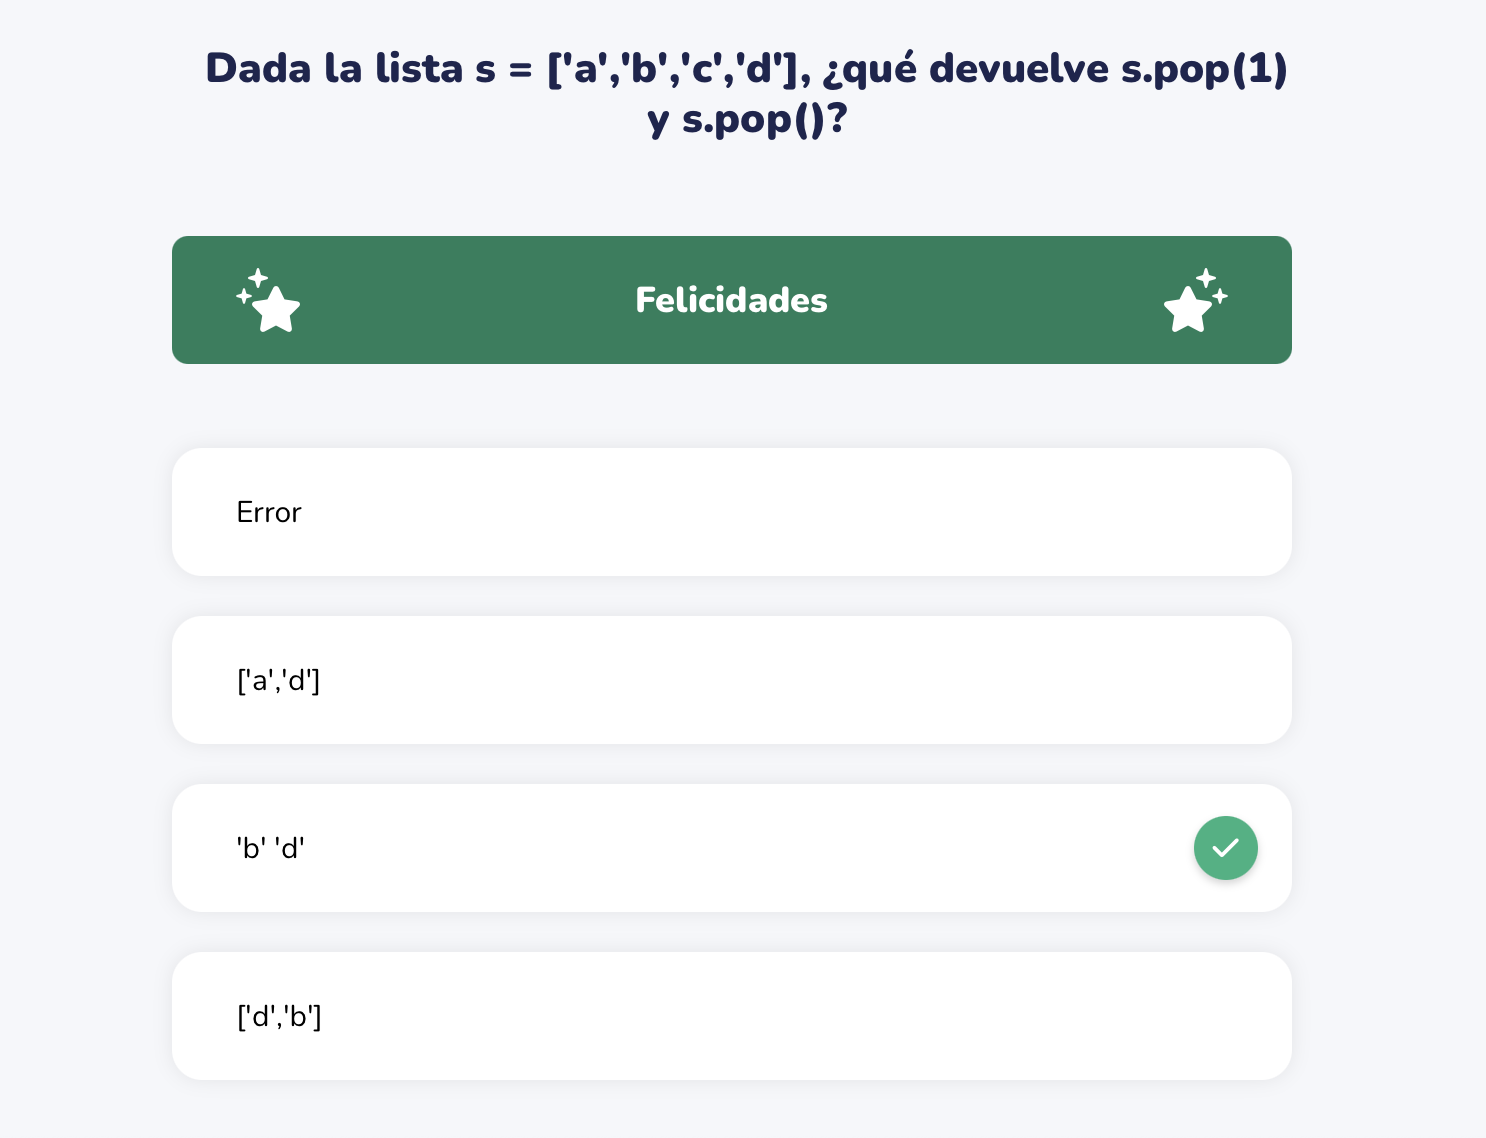 Dada la lista s = ['a','b','c','d'], ¿qué devuelve s.pop(1)
y s.pop()?
Felicidades
Error
['a','d']
'b' 'd'
['d','b']